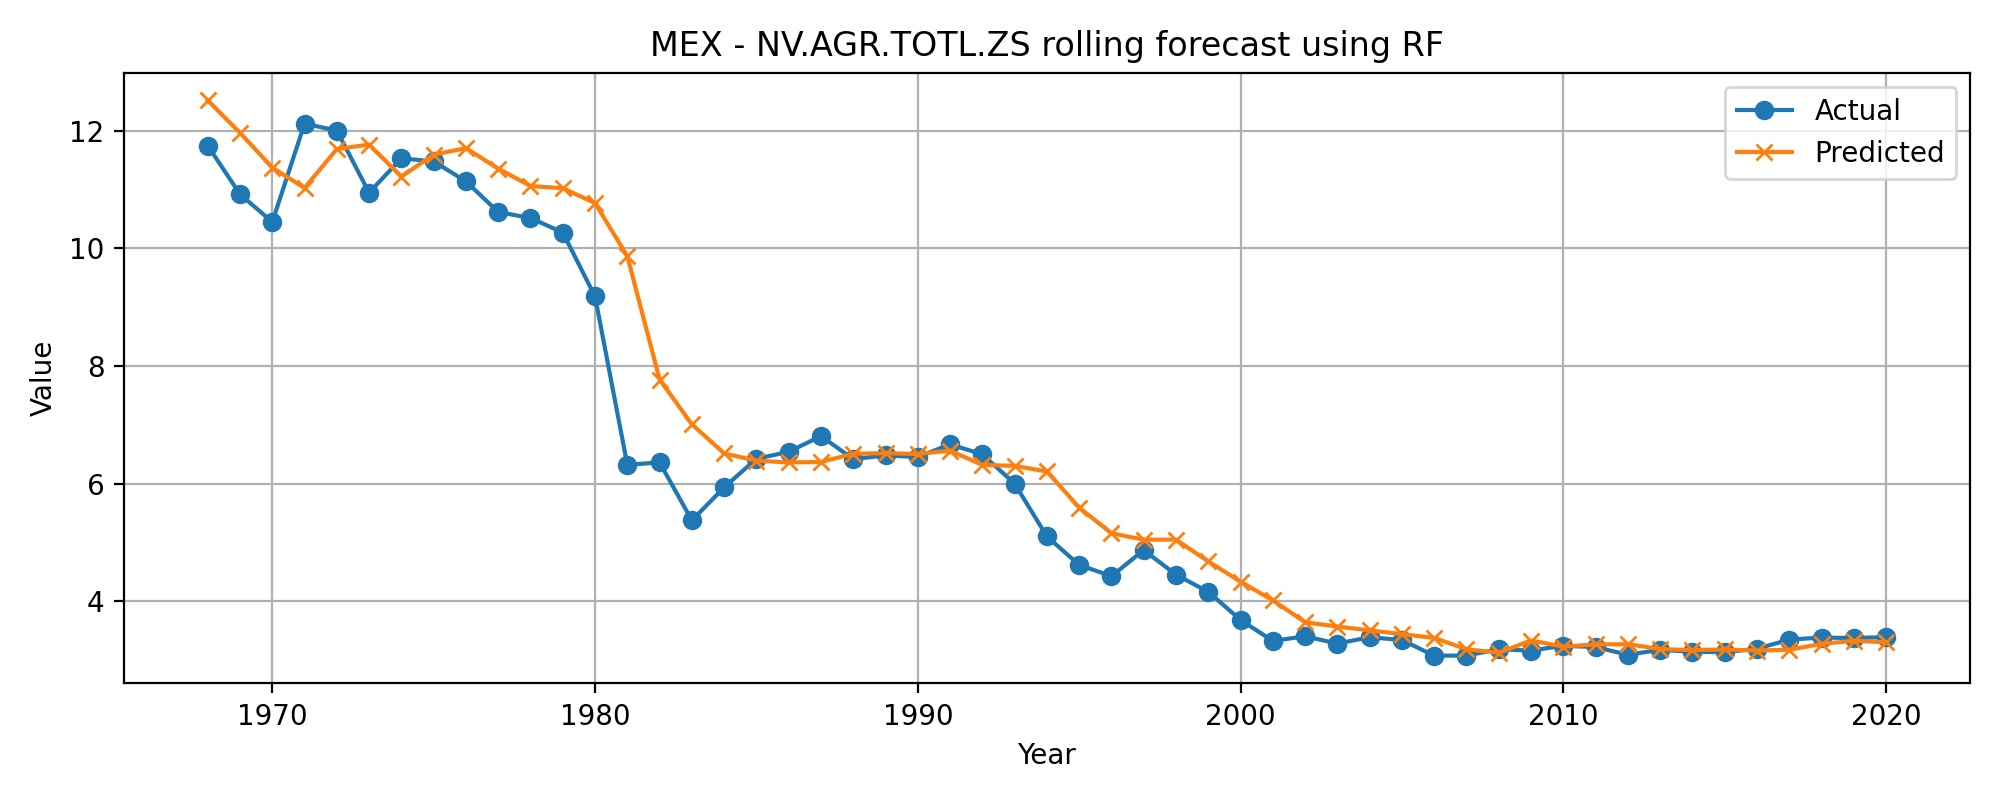 MEX - NV.AGR.TOTL.ZS rolling forecast using RF
Actual
Predicted
12
10
8
6
4
Value
1970 1980 1990 2000 2010 2020
Year